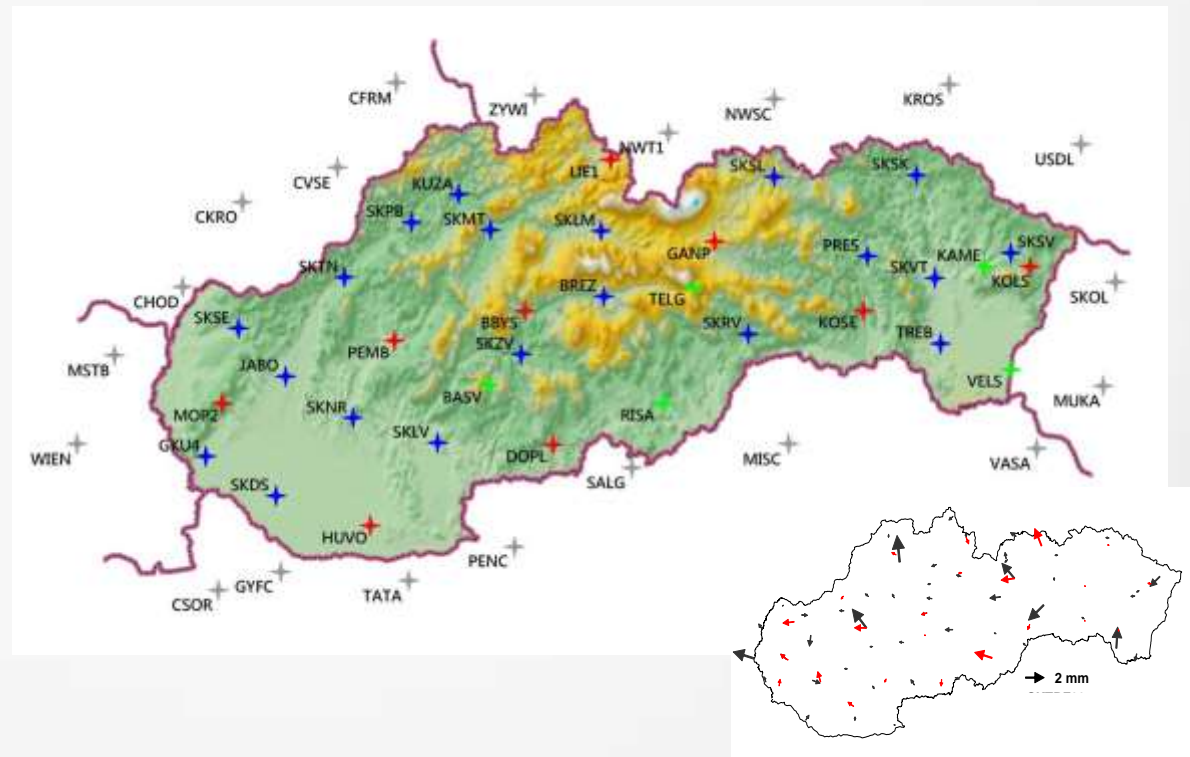 CFRM
ZYWI
NWSC
KROS
NWT1
USDL
LIE1
SKSL
SKSK
CVSE
KUZA
CKRO
SKPB
SKMT
SKLM
GANP
PRES
SKSV
KAME
SKVT
KOLS
SKTN
CHOD
BREZ
TELG
SKOL
SKSE
BBYS
SKRV
KOSE
PEMB
SKZV
TREB
MSTB
JABO
BASV
VELS
MUKA
MOP2
SKNR
RISA
GKU4
SKLV
DOPL
WIEN
MISC
VASA
SKDS
SALG
HUVO
PENC
GYFC
TATA
CSOR
2 mm